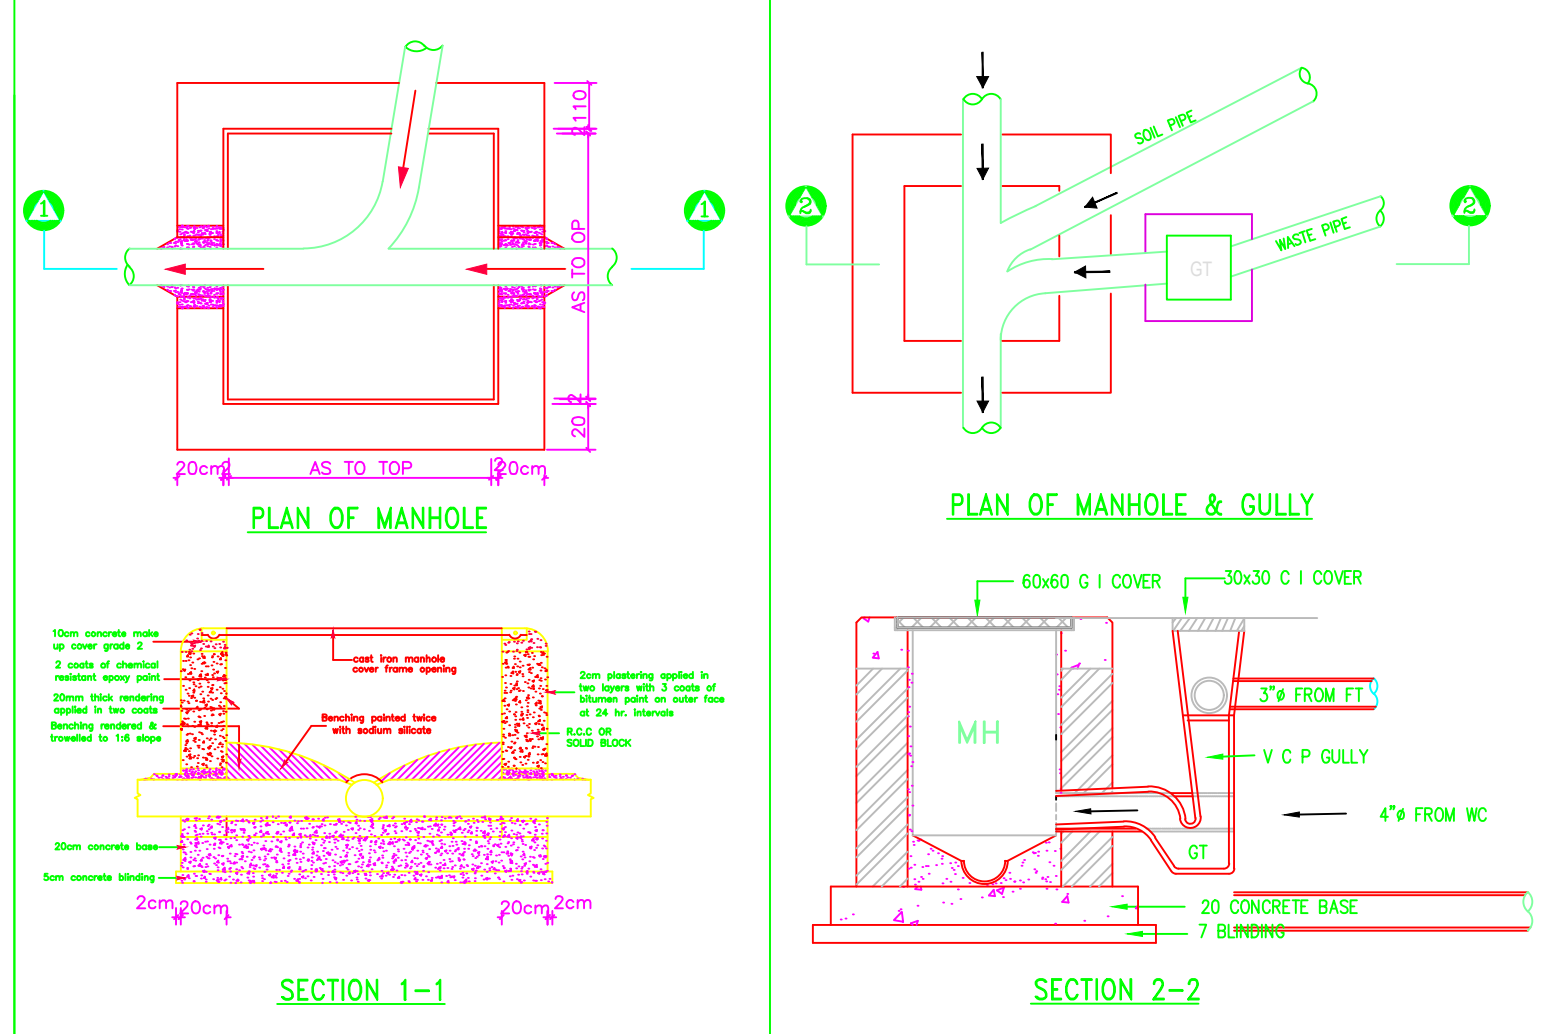 1
1
2110
2
AS TO OP
2
20
20cm
2
AS TO TOP
2
20cm
PLAN OF MANHOLE
SOIL PIPE
WASTE PIPE
GT
2
2
PLAN OF MANHOLE & GULLY
10cm concrete make
up cover grade 2
2 coats of chemical
resistant epoxy paint
20mm thick rendering
applied in two coats
Benching rendered &
trowelled to 1:6 slope
cast iron manhole
cover frame opening
Benching painted twice
with sodium silicate
2cm plastering applied in
two layers with 3 coats of
bitumen paint on outer face
at 24 hr. intervals
R.C.C OR
SOLID BLOCK
20cm concrete base
5cm concrete blinding
2cm
20cm
20cm
2cm
SECTION 1-1
60x60 G I COVER
30x30 C I COVER
3"ø FROM FT
MH
V C P GULLY
4"ø FROM WC
GT
20 CONCRETE BASE
7 BLINDING
SECTION 2-2